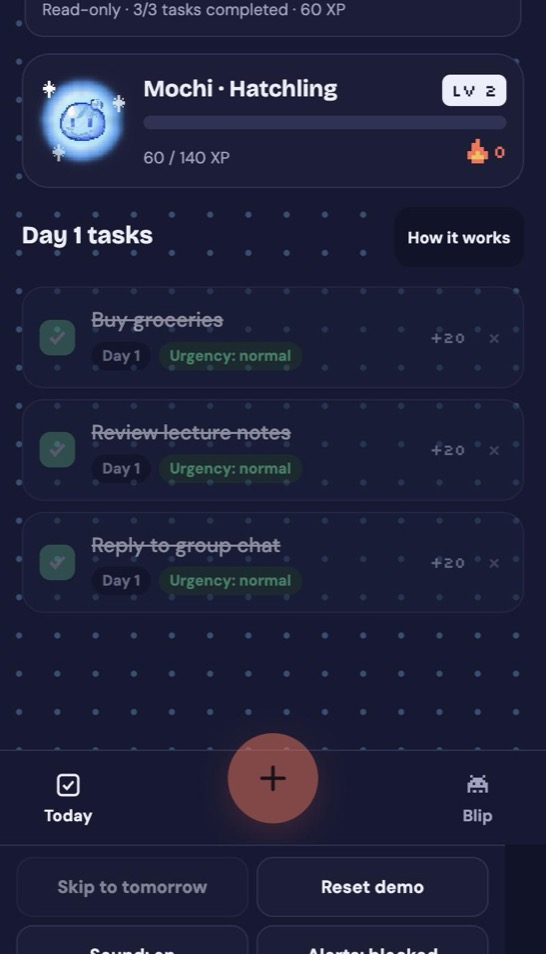 Read-only · 3/3 tasks completed · 60 XP
Mochi · Hatchling
LV 2
60 / 140 XP
0
Day 1 tasks
How it works
Buy groceries
Day 1
Urgency: normal
+20 ×
Review lecture notes
Day 1
Urgency: normal
+20 ×
Reply to group chat
Day 1
Urgency: normal
+20 ×
+
Today
Blip
Skip to tomorrow
Reset demo
Sound: on
Alerts: blocked